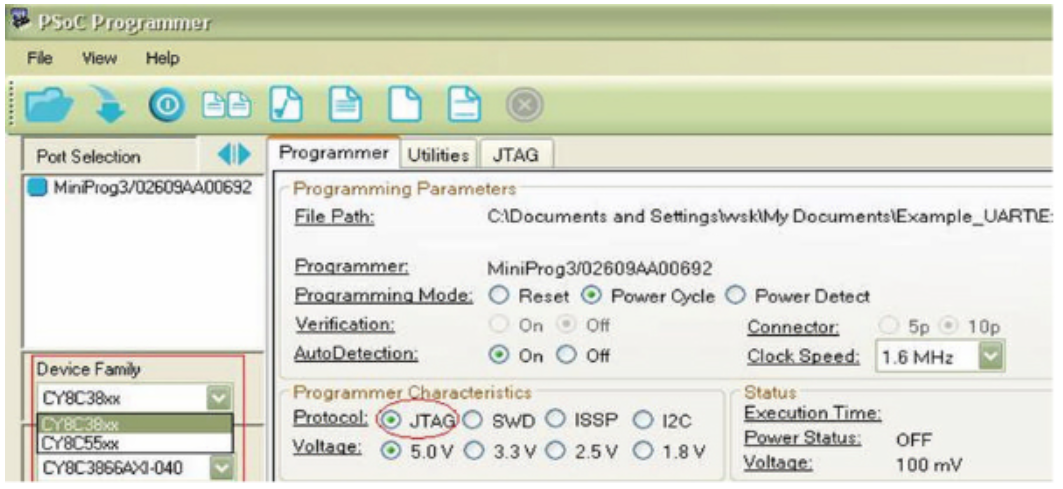 PSoC Programmer
File View Help
Port Selection
MiniProg3/02609AA00692
Device Family
CY8C38xx
CY8C38xx
CY8C55xx
CY8C3866AXI-040
Programmer Utilities JTAG
Programming Parameters
File Path: C:\Documents and Settings\vvsk\My Documents\Example_UART\E:
Programmer: MiniProg3/02609AA00692
Programming Mode: Reset Power Cycle Power Detect
Verification: On Off Connector: 5p 10p
AutoDetection: On Off Clock Speed: 1.6 MHz
Programmer Characteristics
Protocol: JTAG SWD ISSP I2C
Voltage: 5.0 V 3.3 V 2.5 V 1.8 V
Status
Execution Time:
Power Status: OFF
Voltage: 100 mV